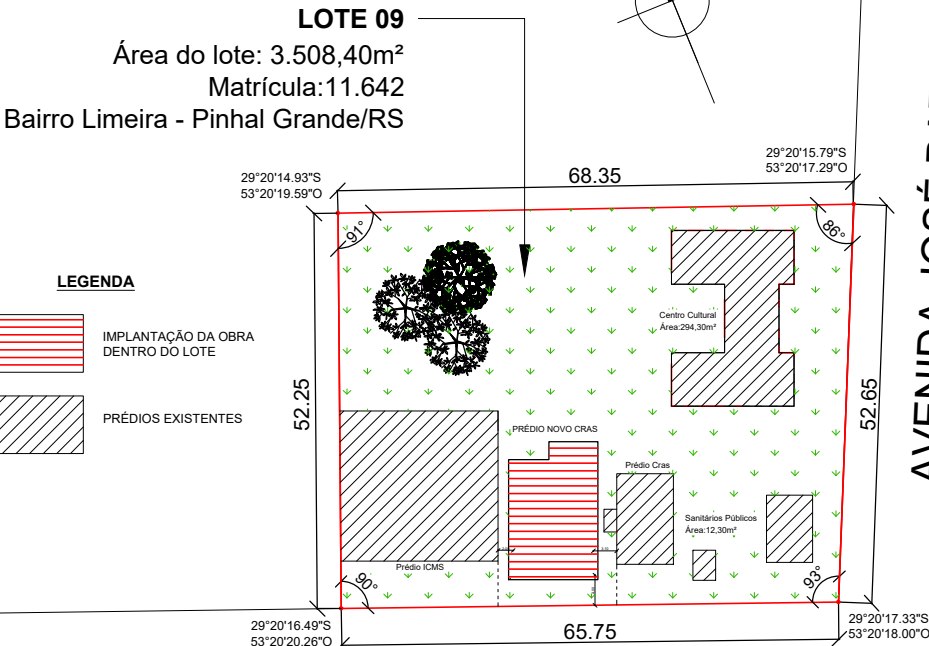 LOTE 09
Área do lote: 3.508,40m²
Matrícula:11.642
Bairro Limeira - Pinhal Grande/RS
29°20'14.93"S
53°20'19.59"O
68.35
29°20'15.79"S
53°20'17.29"O
91°
86°
LEGENDA
IMPLANTAÇÃO DA OBRA
DENTRO DO LOTE
PRÉDIOS EXISTENTES
52.25
52.65
Centro Cultural
Área:294,30m²
PRÉDIO NOVO CRAS
Prédio Cras
Sanitários Públicos
Área:12,30m²
Prédio ICMS
90°
93°
29°20'16.49"S
53°20'20.26"O
65.75
29°20'17.33"S
53°20'18.00"O
AVENIDA JOSÉ